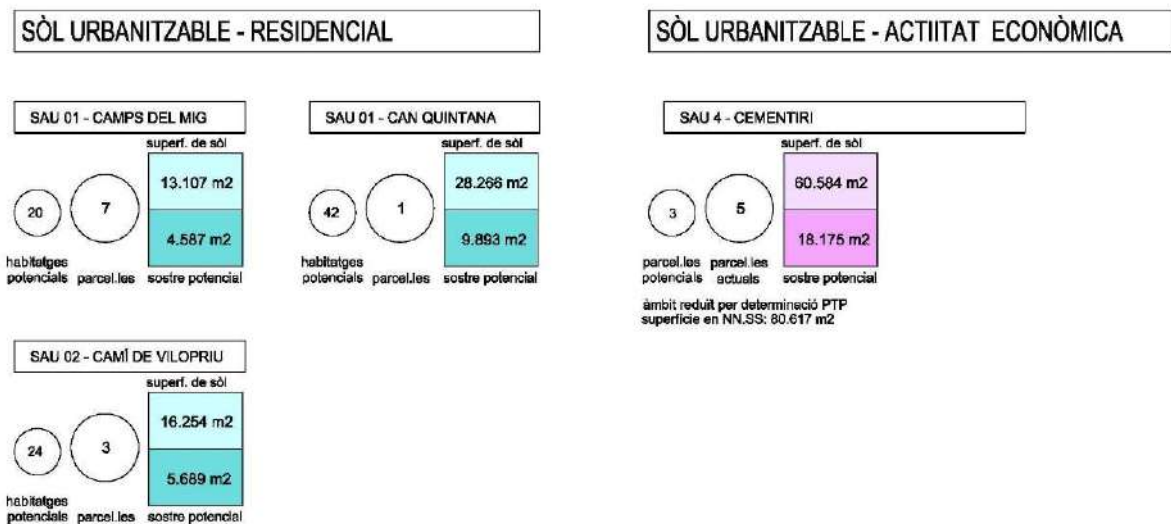 SÒL URBANITZABLE - RESIDENCIAL
SAU 01 - CAMPS DEL MIG
superf. de sòl
13.107 m2
20
7
4.587 m2
habitatges
potencials
parcel.les
sostre potencial
SAU 01 - CAN QUINTANA
superf. de sòl
28.266 m2
42
1
9.893 m2
habitatges
potencials
parcel.les
sostre potencial
SAU 02 - CAMÍ DE VILOPRIU
superf. de sòl
16.254 m2
24
3
5.689 m2
habitatges
potencials
parcel.les
sostre potencial
SÒL URBANITZABLE - ACTIITAT ECONÒMICA
SAU 4 - CEMENTIRI
superf. de sòl
60.584 m2
3
5
18.175 m2
parcel.les
potencials
parcel.les
actuals
sostre potencial
àmbit reduït per determinació PTP
superfície en NN.SS: 80.617 m2